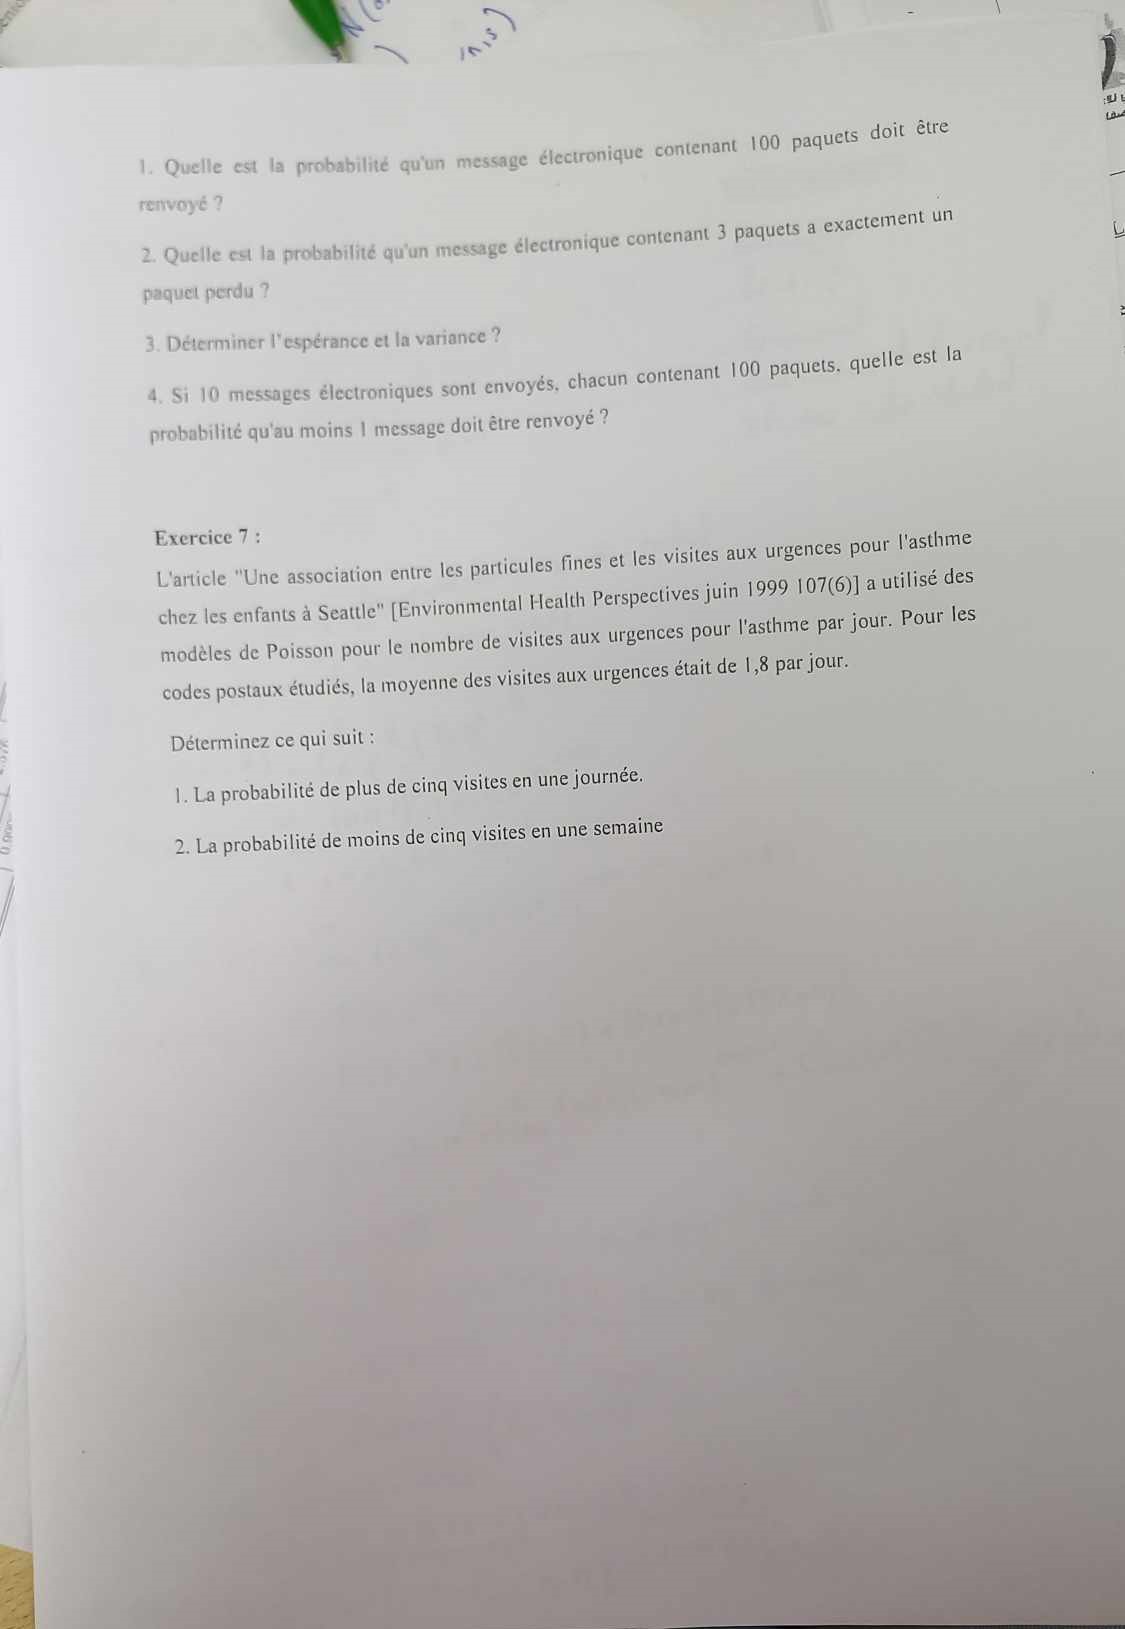 1. Quelle est la probabilité qu'un message électronique contenant 100 paquets doit être
renvoyé ?
2. Quelle est la probabilité qu'un message électronique contenant 3 paquets a exactement un
paquet perdu ?
3. Déterminer l'espérance et la variance ?
4. Si 10 messages électroniques sont envoyés, chacun contenant 100 paquets, quelle est la
probabilité qu'au moins 1 message doit être renvoyé ?
Exercice 7 :
L'article "Une association entre les particules fines et les visites aux urgences pour l'asthme
chez les enfants à Seattle" [Environmental Health Perspectives juin 1999 107(6)] a utilisé des
modèles de Poisson pour le nombre de visites aux urgences pour l'asthme par jour. Pour les
codes postaux étudiés, la moyenne des visites aux urgences était de 1,8 par jour.
Déterminez ce qui suit :
1. La probabilité de plus de cinq visites en une journée.
2. La probabilité de moins de cinq visites en une semaine